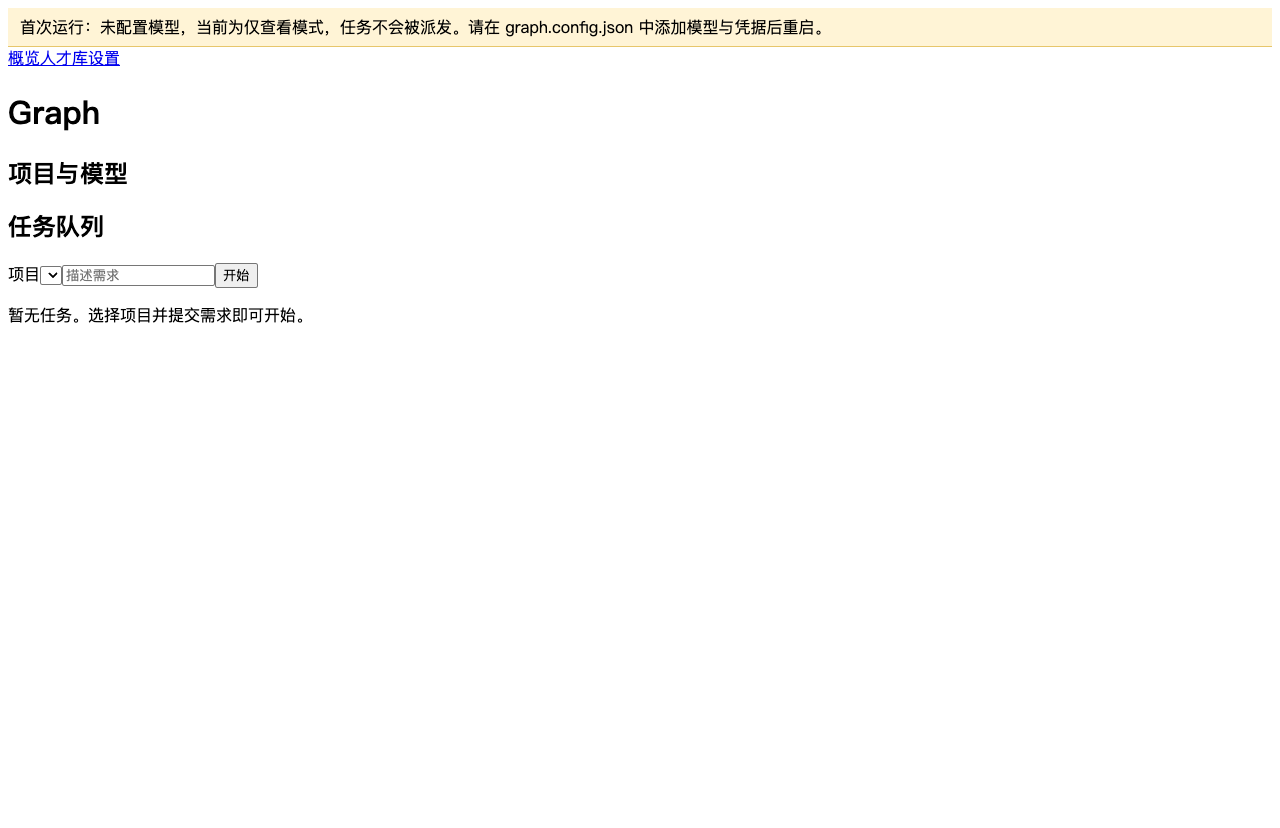 首次运行：未配置模型，当前为仅查看模式，任务不会被派发。请在 graph.config.json 中添加模型与凭据后重启。
概览人才库设置
Graph
项目与模型
任务队列
项目 描述需求 开始
暂无任务。选择项目并提交需求即可开始。